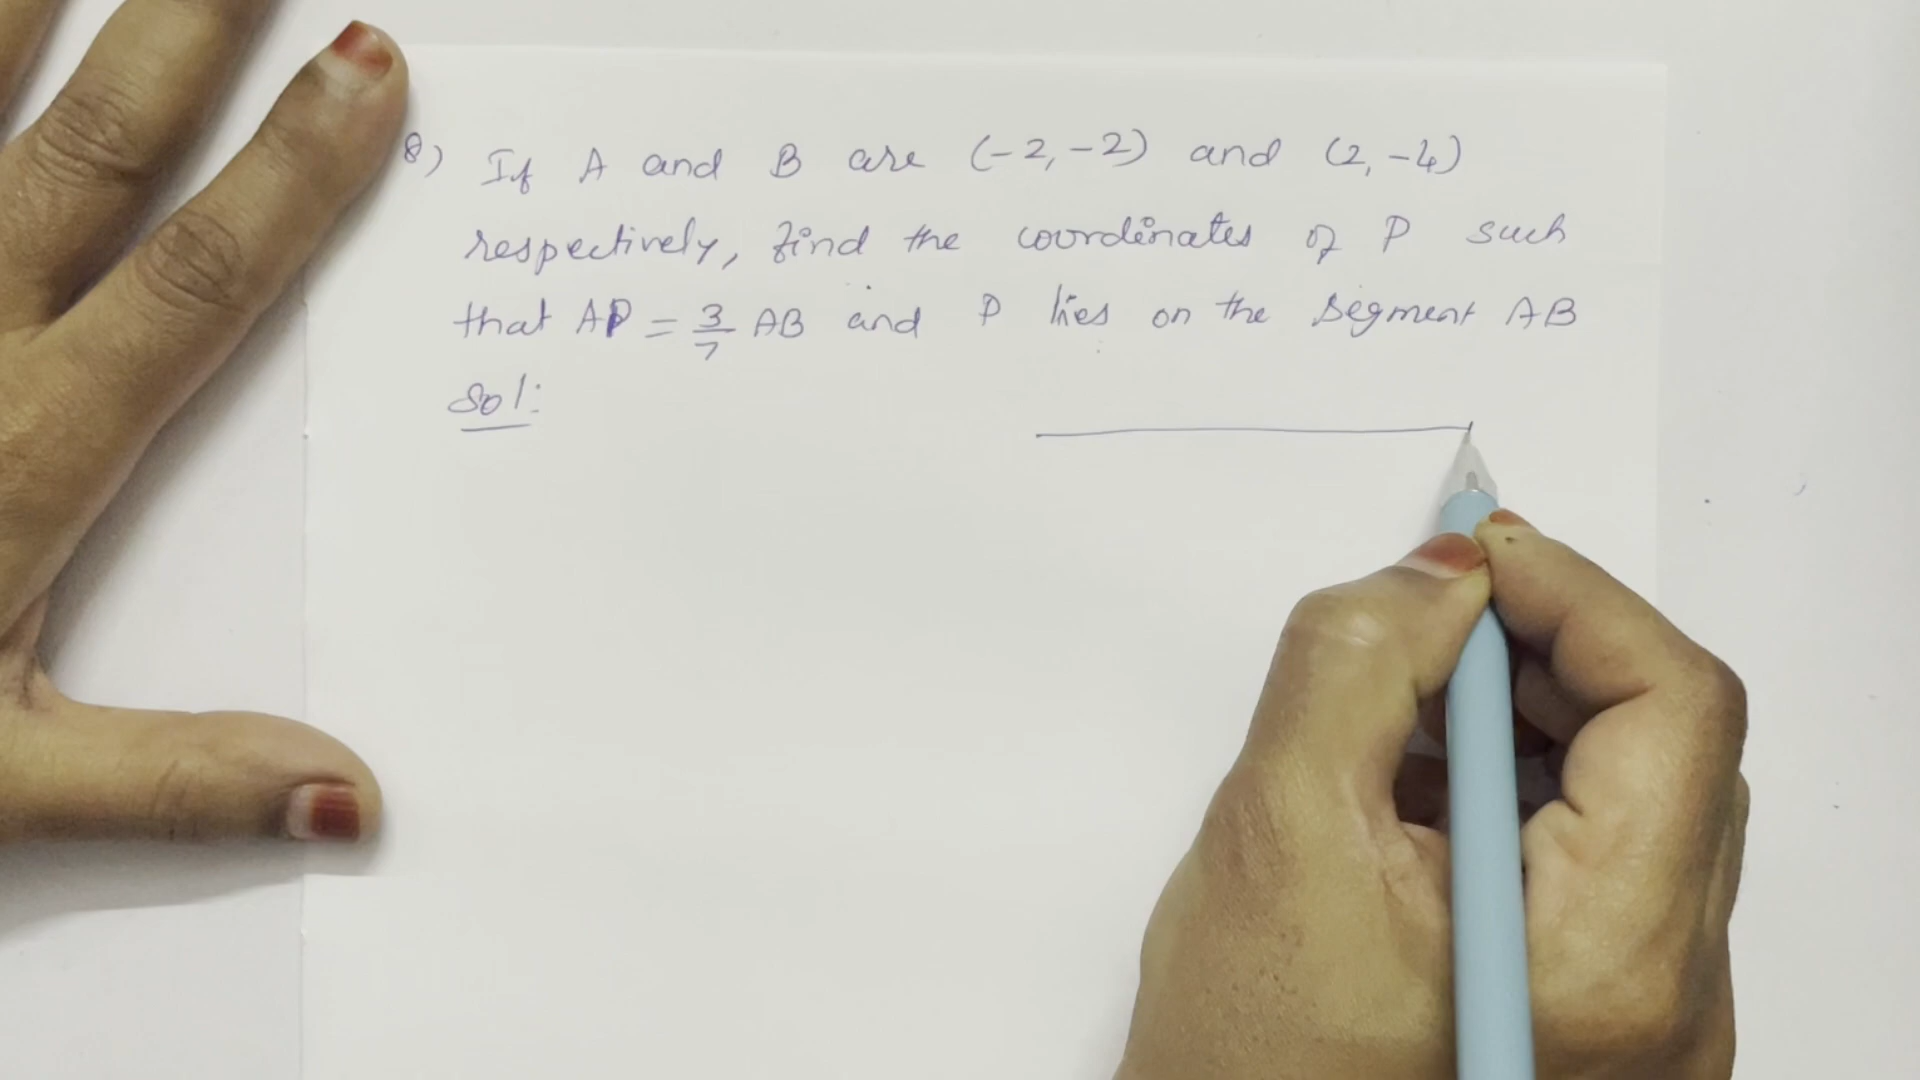 8) If A and B are (-2, -2) and (2, -4)
respectively, find the coordinates of P such
that AP = 3/7 AB and P lies on the segment AB
Sol: